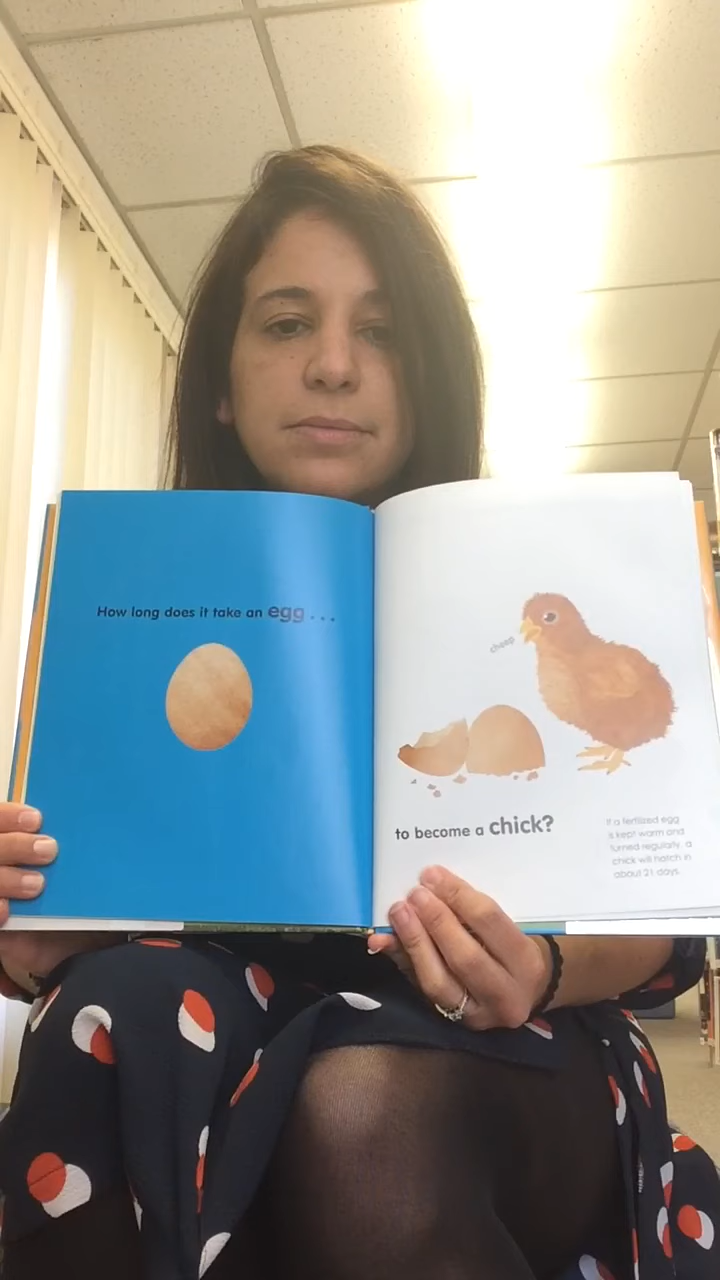 How long does it take an egg . . .
cheep
to become a chick?
If a fertilized egg
is kept warm and
turned regularly, a
chick will hatch in
about 21 days.